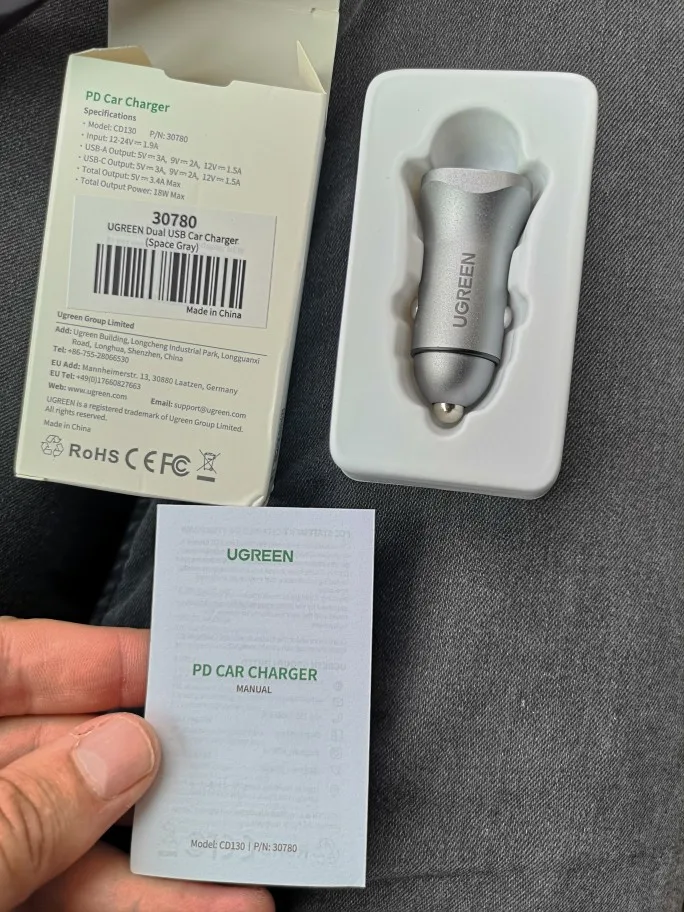 PD Car Charger
Specifications
· Model: CD130 P/N: 30780
· Input: 12-24V⎓1.9A
· USB-A Output: 5V⎓3A, 9V⎓2A, 12V⎓1.5A
· USB-C Output: 5V⎓3A, 9V⎓2A, 12V⎓1.5A
· Total Output: 5V⎓3.4A Max
· Total Output Power: 18W Max
30780
UGREEN Dual USB Car Charger
(Space Gray)
Made in China
Ugreen Group Limited
Add: Ugreen Building, Longcheng Industrial Park, Longguanxi
Road, Longhua, Shenzhen, China
Tel: +86-755-28066530
EU Add: Mannheimerstr. 13, 30880 Laatzen, Germany
EU Tel: +49(0)17660827663
Web: www.ugreen.com Email: support@ugreen.com
UGREEN is a registered trademark of Ugreen Group Limited.
All rights reserved.
Made in China
RoHS CE FC
UGREEN
UGREEN
PD CAR CHARGER
MANUAL
Model: CD130 | P/N: 30780